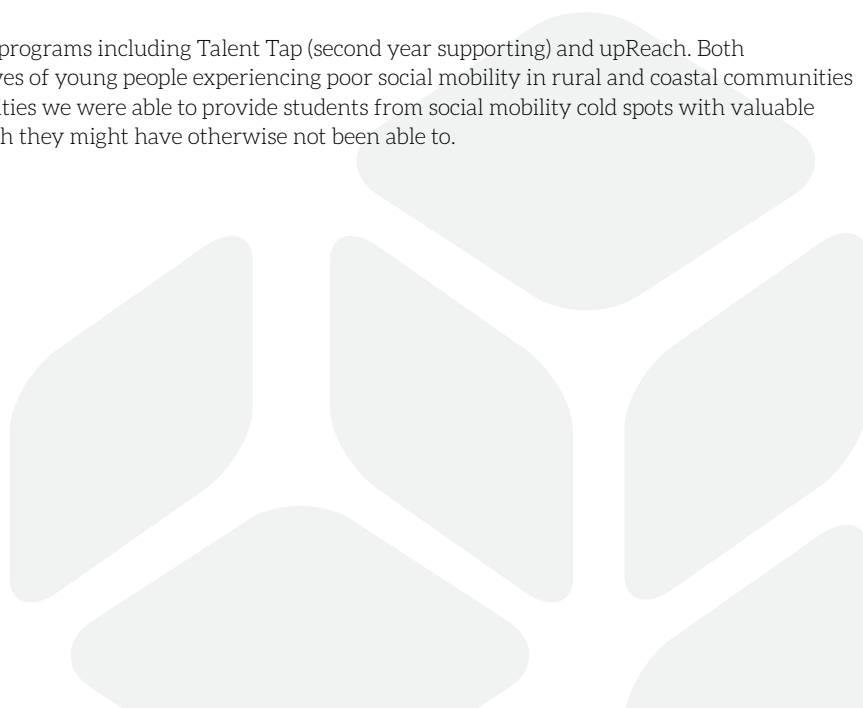 programs including Talent Tap (second year supporting) and upReach. Both
of young people experiencing poor social mobility in rural and coastal communities
we were able to provide students from social mobility cold spots with valuable
they might have otherwise not been able to.